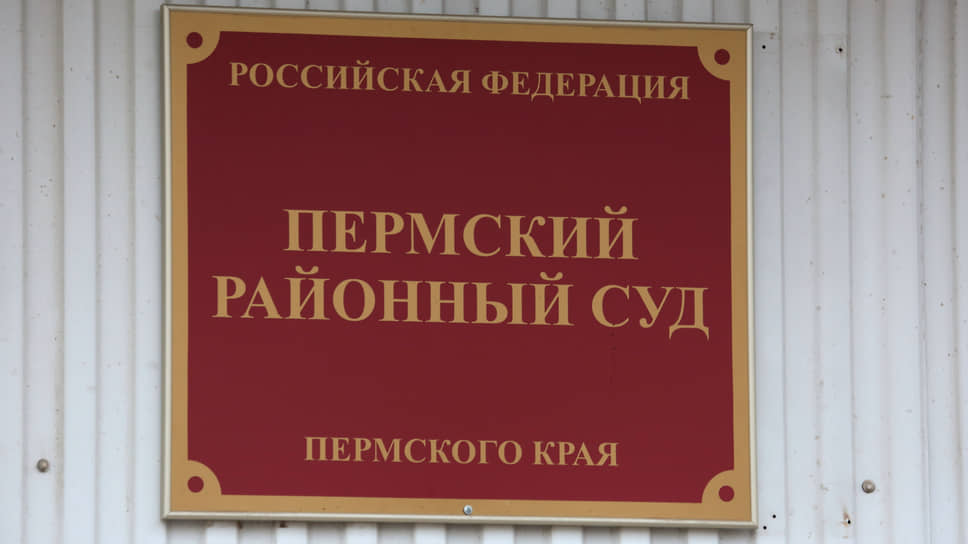 РОССИЙСКАЯ ФЕДЕРАЦИЯ
ПЕРМСКИЙ
РАЙОННЫЙ СУД
ПЕРМСКОГО КРАЯ